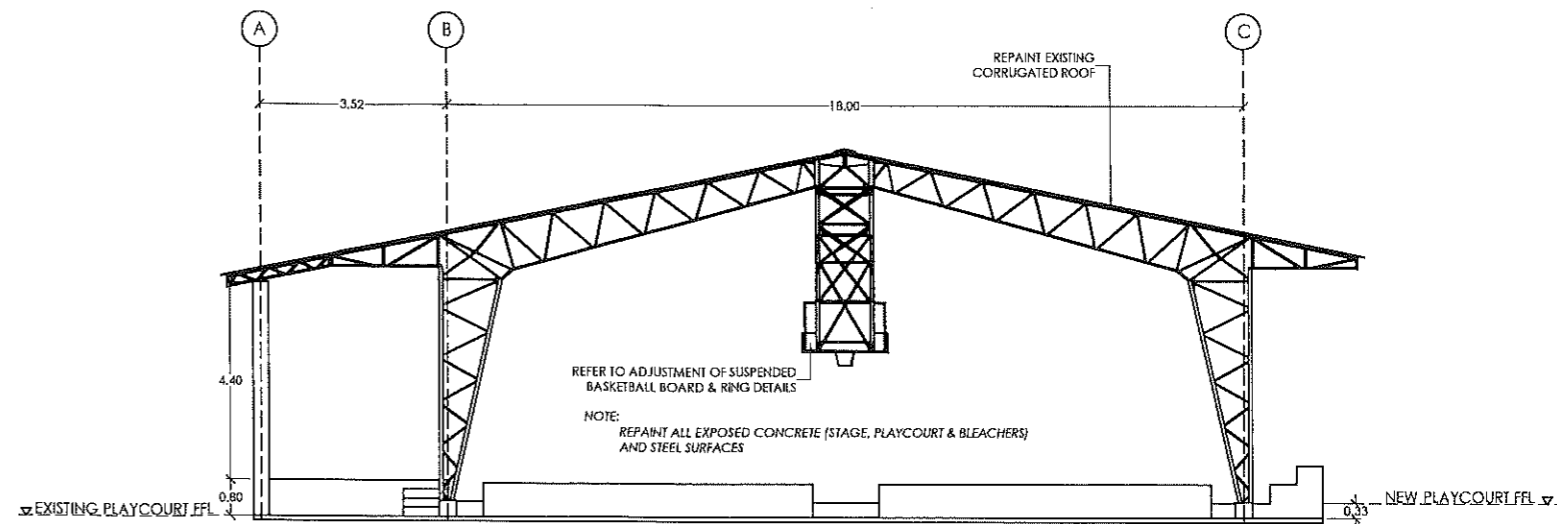 A
B
C
REPAINT EXISTING
CORRUGATED ROOF
3.52
18.00
REFER TO ADJUSTMENT OF SUSPENDED
BASKETBALL BOARD & RING DETAILS
4.40
NOTE:
REPAINT ALL EXPOSED CONCRETE (STAGE, PLAYCOURT & BLEACHERS)
AND STEEL SURFACES
0.80
EXISTING PLAYCOURT FFL
NEW PLAYCOURT FFL
0.33